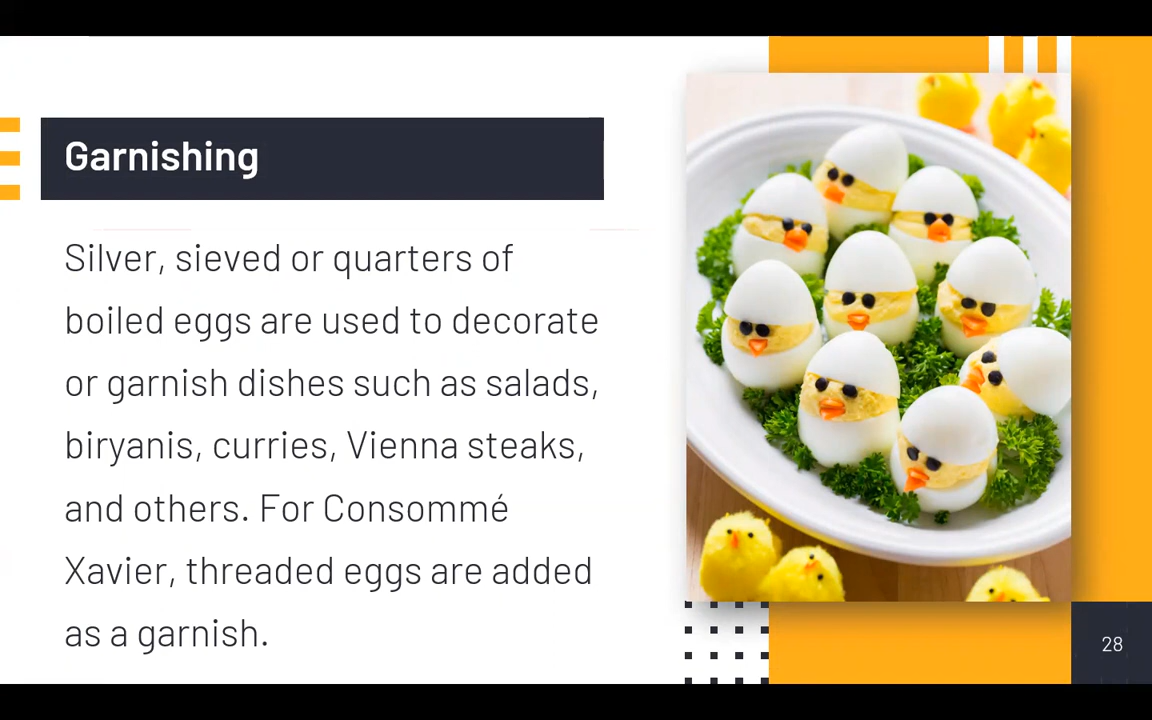 Garnishing
Silver, sieved or quarters of
boiled eggs are used to decorate
or garnish dishes such as salads,
biryanis, curries, Vienna steaks,
and others. For Consommé
Xavier, threaded eggs are added
as a garnish.
28